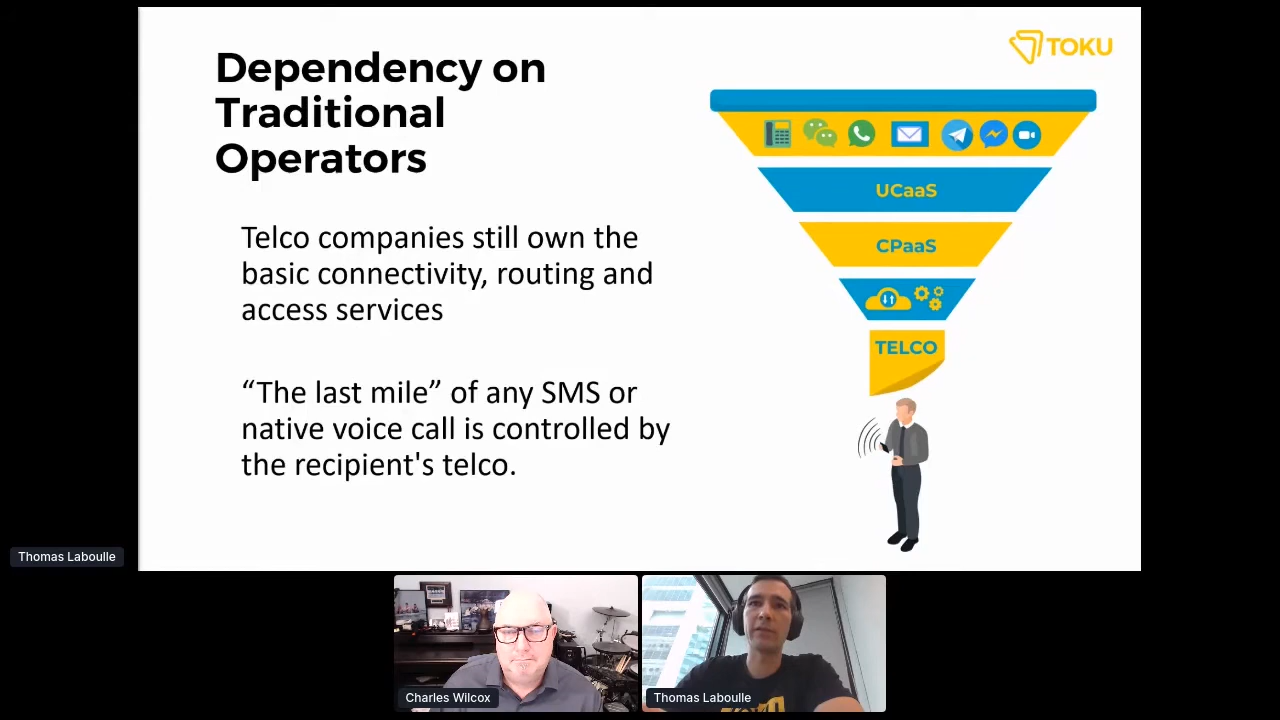 Dependency on
Traditional
Operators
TOKU
Telco companies still own the
basic connectivity, routing and
access services
“The last mile” of any SMS or
native voice call is controlled by
the recipient's telco.
UCaaS
CPaaS
TELCO
Thomas Laboulle
Charles Wilcox
Thomas Laboulle